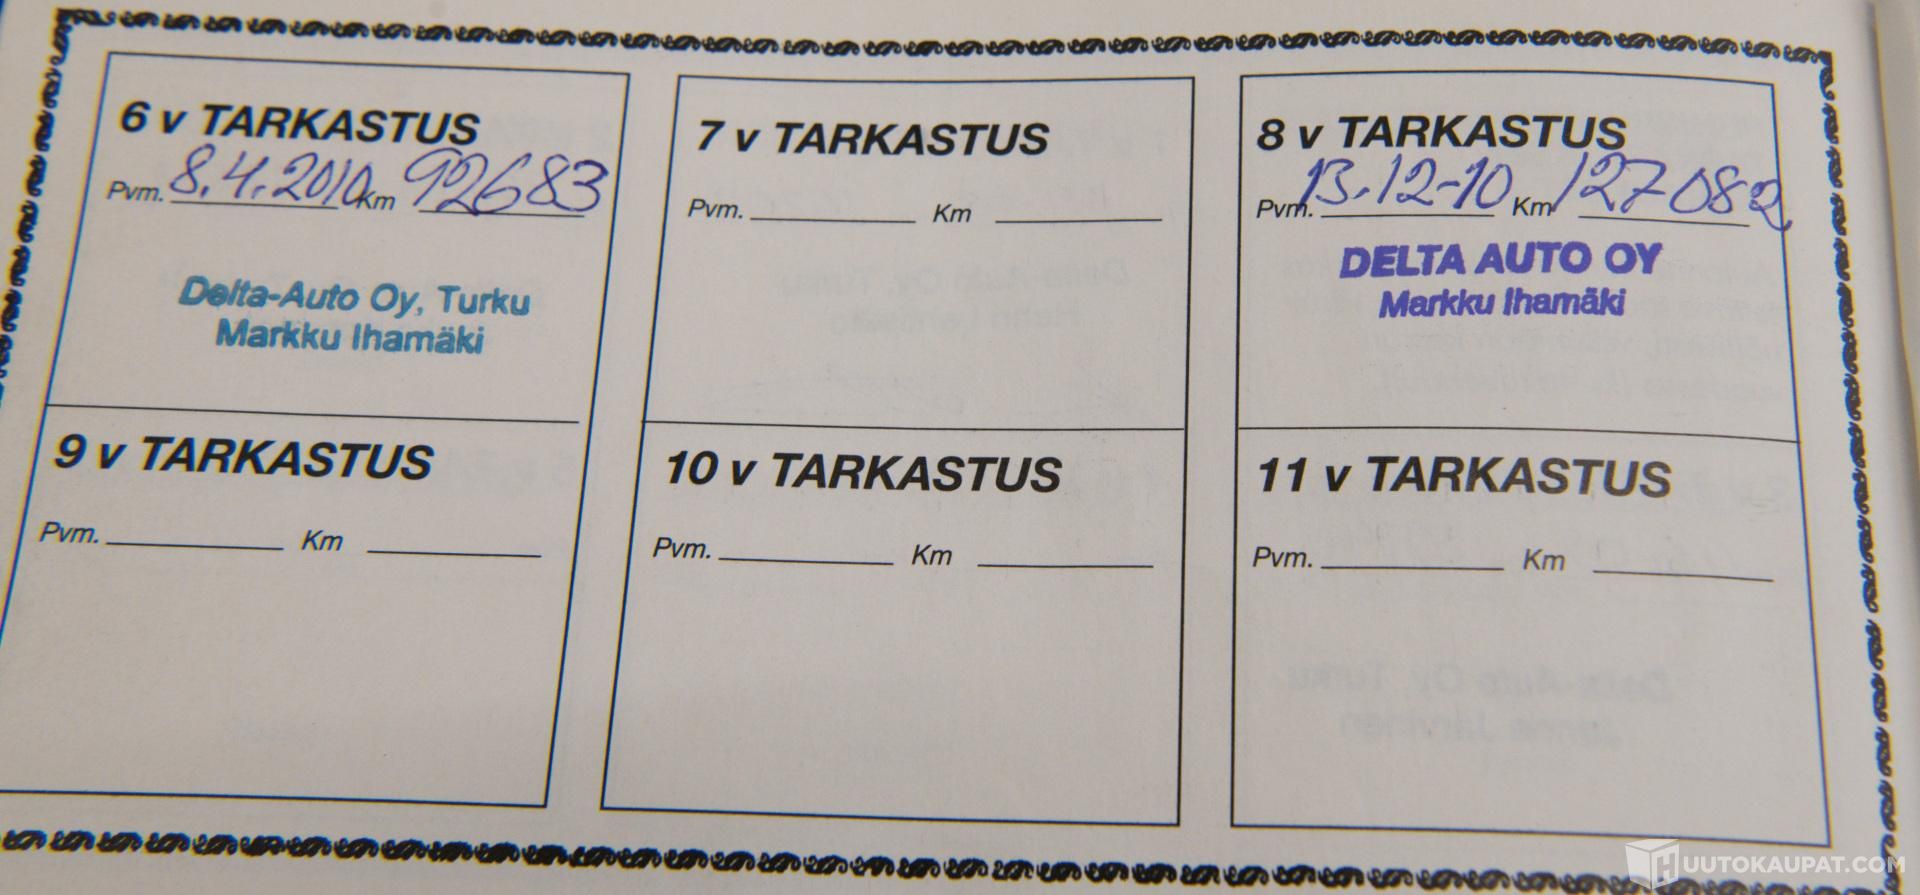 6 v TARKASTUS
Pvm. 8.4.2010 Km 92683
Delta-Auto Oy, Turku
Markku Ihamäki
7 v TARKASTUS
Pvm. Km
8 v TARKASTUS
Pvm. 13.12-10 Km 127082
DELTA AUTO OY
Markku Ihamäki
9 v TARKASTUS
Pvm. Km
10 v TARKASTUS
Pvm. Km
11 v TARKASTUS
Pvm. Km
HUUTOKAUPAT.COM